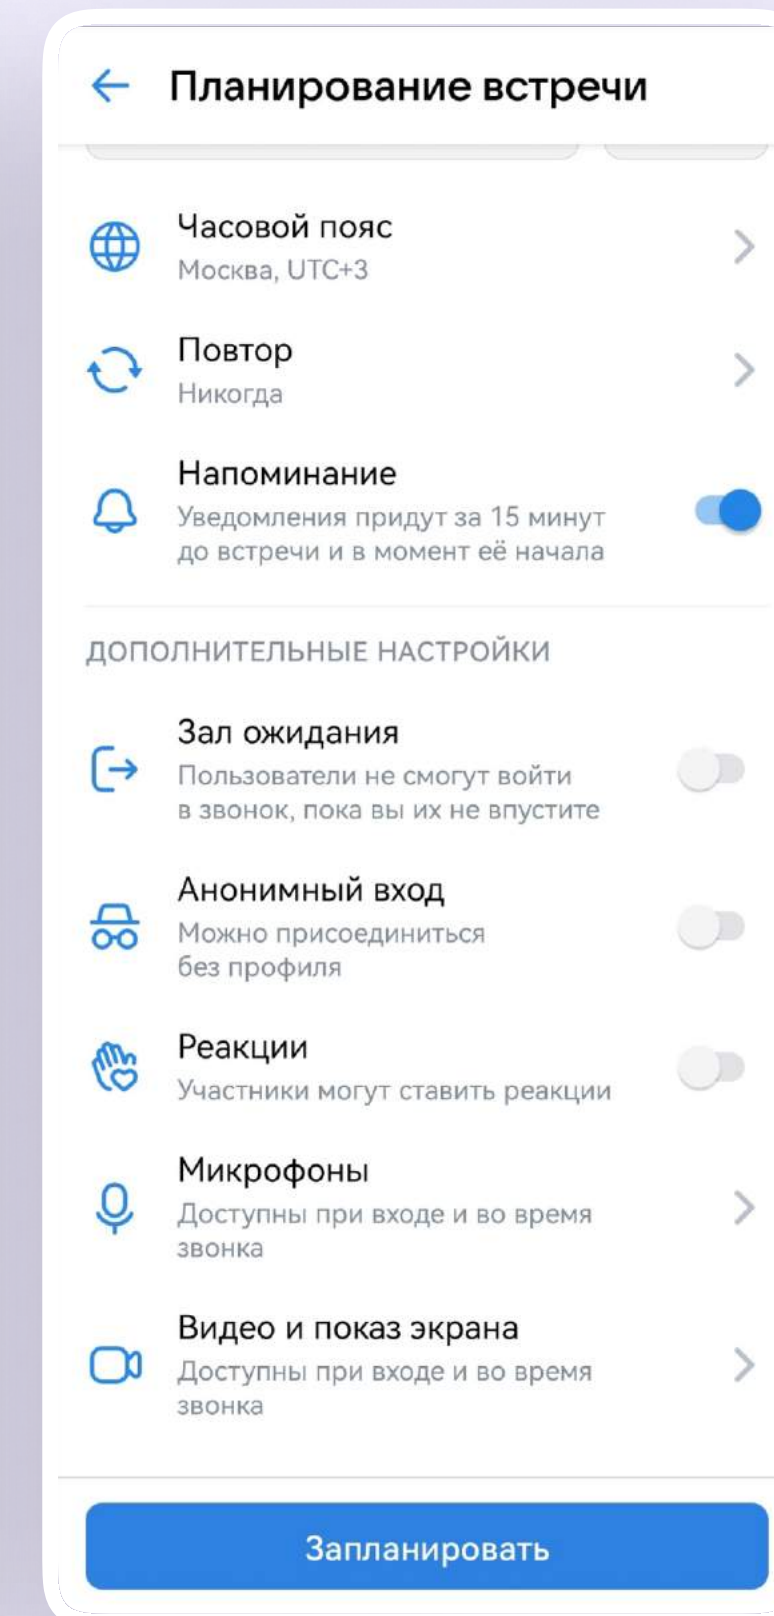 Планирование встречи
Часовой пояс
Москва, UTC+3
Повтор
Никогда
Напоминание
Уведомления придут за 15 минут
до встречи и в момент её начала
ДОПОЛНИТЕЛЬНЫЕ НАСТРОЙКИ
Зал ожидания
Пользователи не смогут войти
в звонок, пока вы их не впустите
Анонимный вход
Можно присоединиться
без профиля
Реакции
Участники могут ставить реакции
Микрофоны
Доступны при входе и во время
звонка
Видео и показ экрана
Доступны при входе и во время
звонка
Запланировать